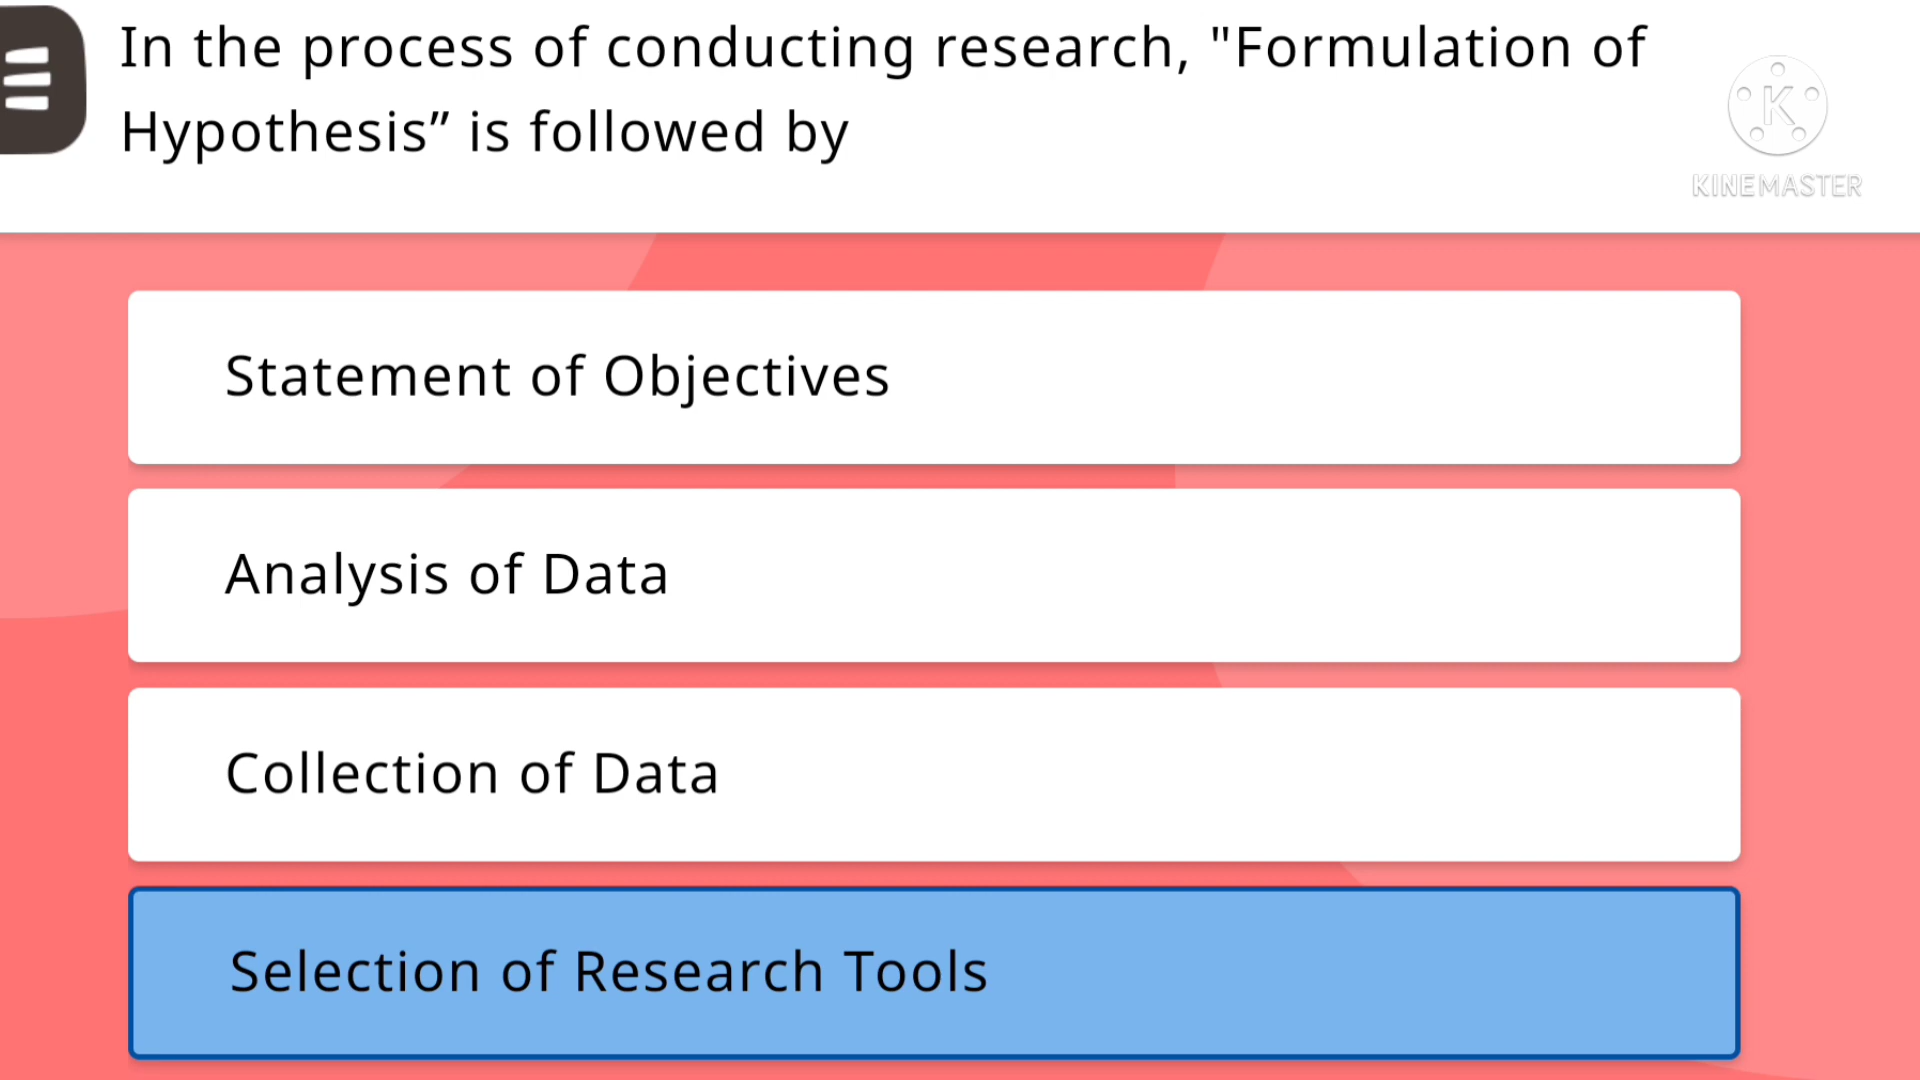 In the process of conducting research, "Formulation of
Hypothesis” is followed by
K
KINEMASTER
Statement of Objectives
Analysis of Data
Collection of Data
Selection of Research Tools